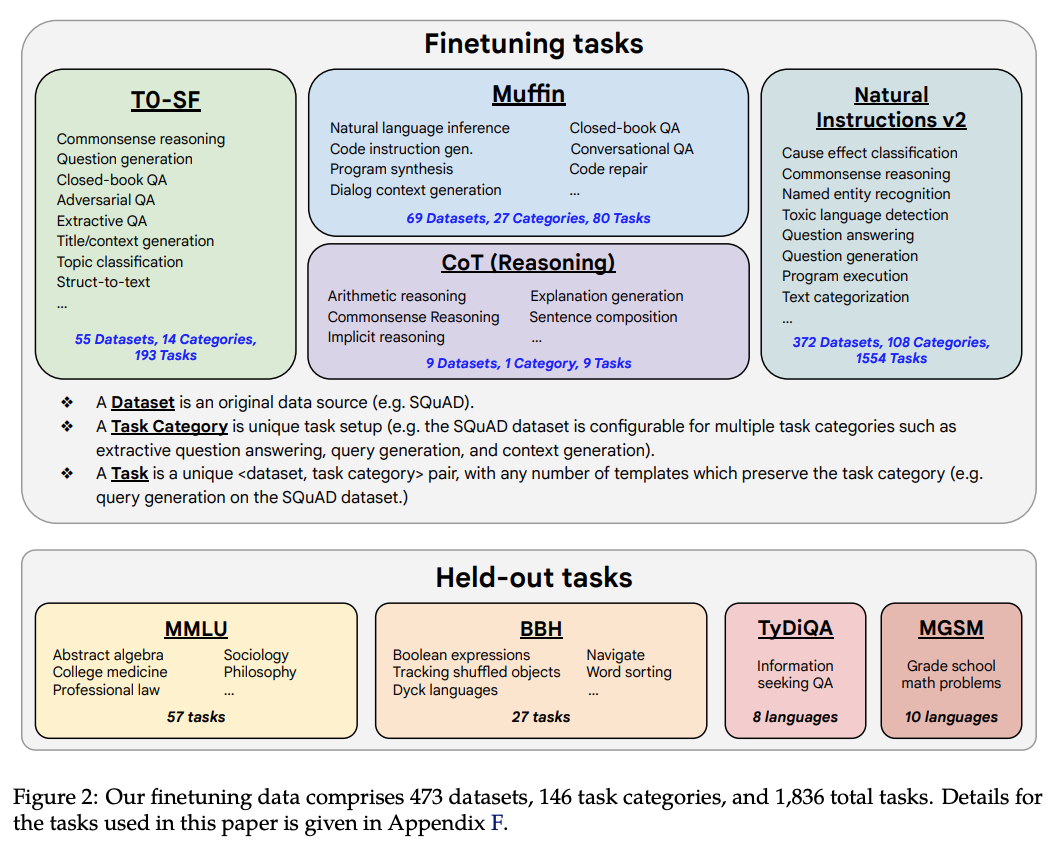 Finetuning tasks
T0-SF
Commonsense reasoning
Question generation
Closed-book QA
Adversarial QA
Extractive QA
Title/context generation
Topic classification
Struct-to-text
...
55 Datasets, 14 Categories,
193 Tasks
Muffin
Natural language inference
Code instruction gen.
Program synthesis
Dialog context generation
Closed-book QA
Conversational QA
Code repair
...
69 Datasets, 27 Categories, 80 Tasks
CoT (Reasoning)
Arithmetic reasoning
Commonsense Reasoning
Implicit reasoning
Explanation generation
Sentence composition
...
9 Datasets, 1 Category, 9 Tasks
Natural
Instructions v2
Cause effect classification
Commonsense reasoning
Named entity recognition
Toxic language detection
Question answering
Question generation
Program execution
Text categorization
...
372 Datasets, 108 Categories,
1554 Tasks
❖ A Dataset is an original data source (e.g. SQuAD).
❖ A Task Category is unique task setup (e.g. the SQuAD dataset is configurable for multiple task categories such as
extractive question answering, query generation, and context generation).
❖ A Task is a unique <dataset, task category> pair, with any number of templates which preserve the task category (e.g.
query generation on the SQuAD dataset.)
Held-out tasks
MMLU
Abstract algebra
College medicine
Professional law
Sociology
Philosophy
...
57 tasks
BBH
Boolean expressions
Tracking shuffled objects
Dyck languages
Navigate
Word sorting
...
27 tasks
TyDiQA
Information
seeking QA
8 languages
MGSM
Grade school
math problems
10 languages
Figure 2: Our finetuning data comprises 473 datasets, 146 task categories, and 1,836 total tasks. Details for
the tasks used in this paper is given in Appendix F.